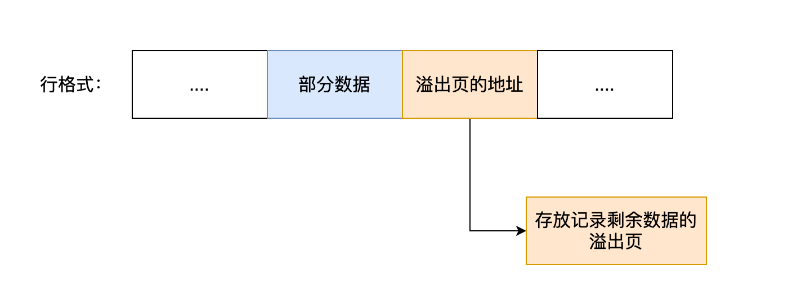 行格式：
....
部分数据
溢出页的地址
....
存放记录剩余数据的
溢出页